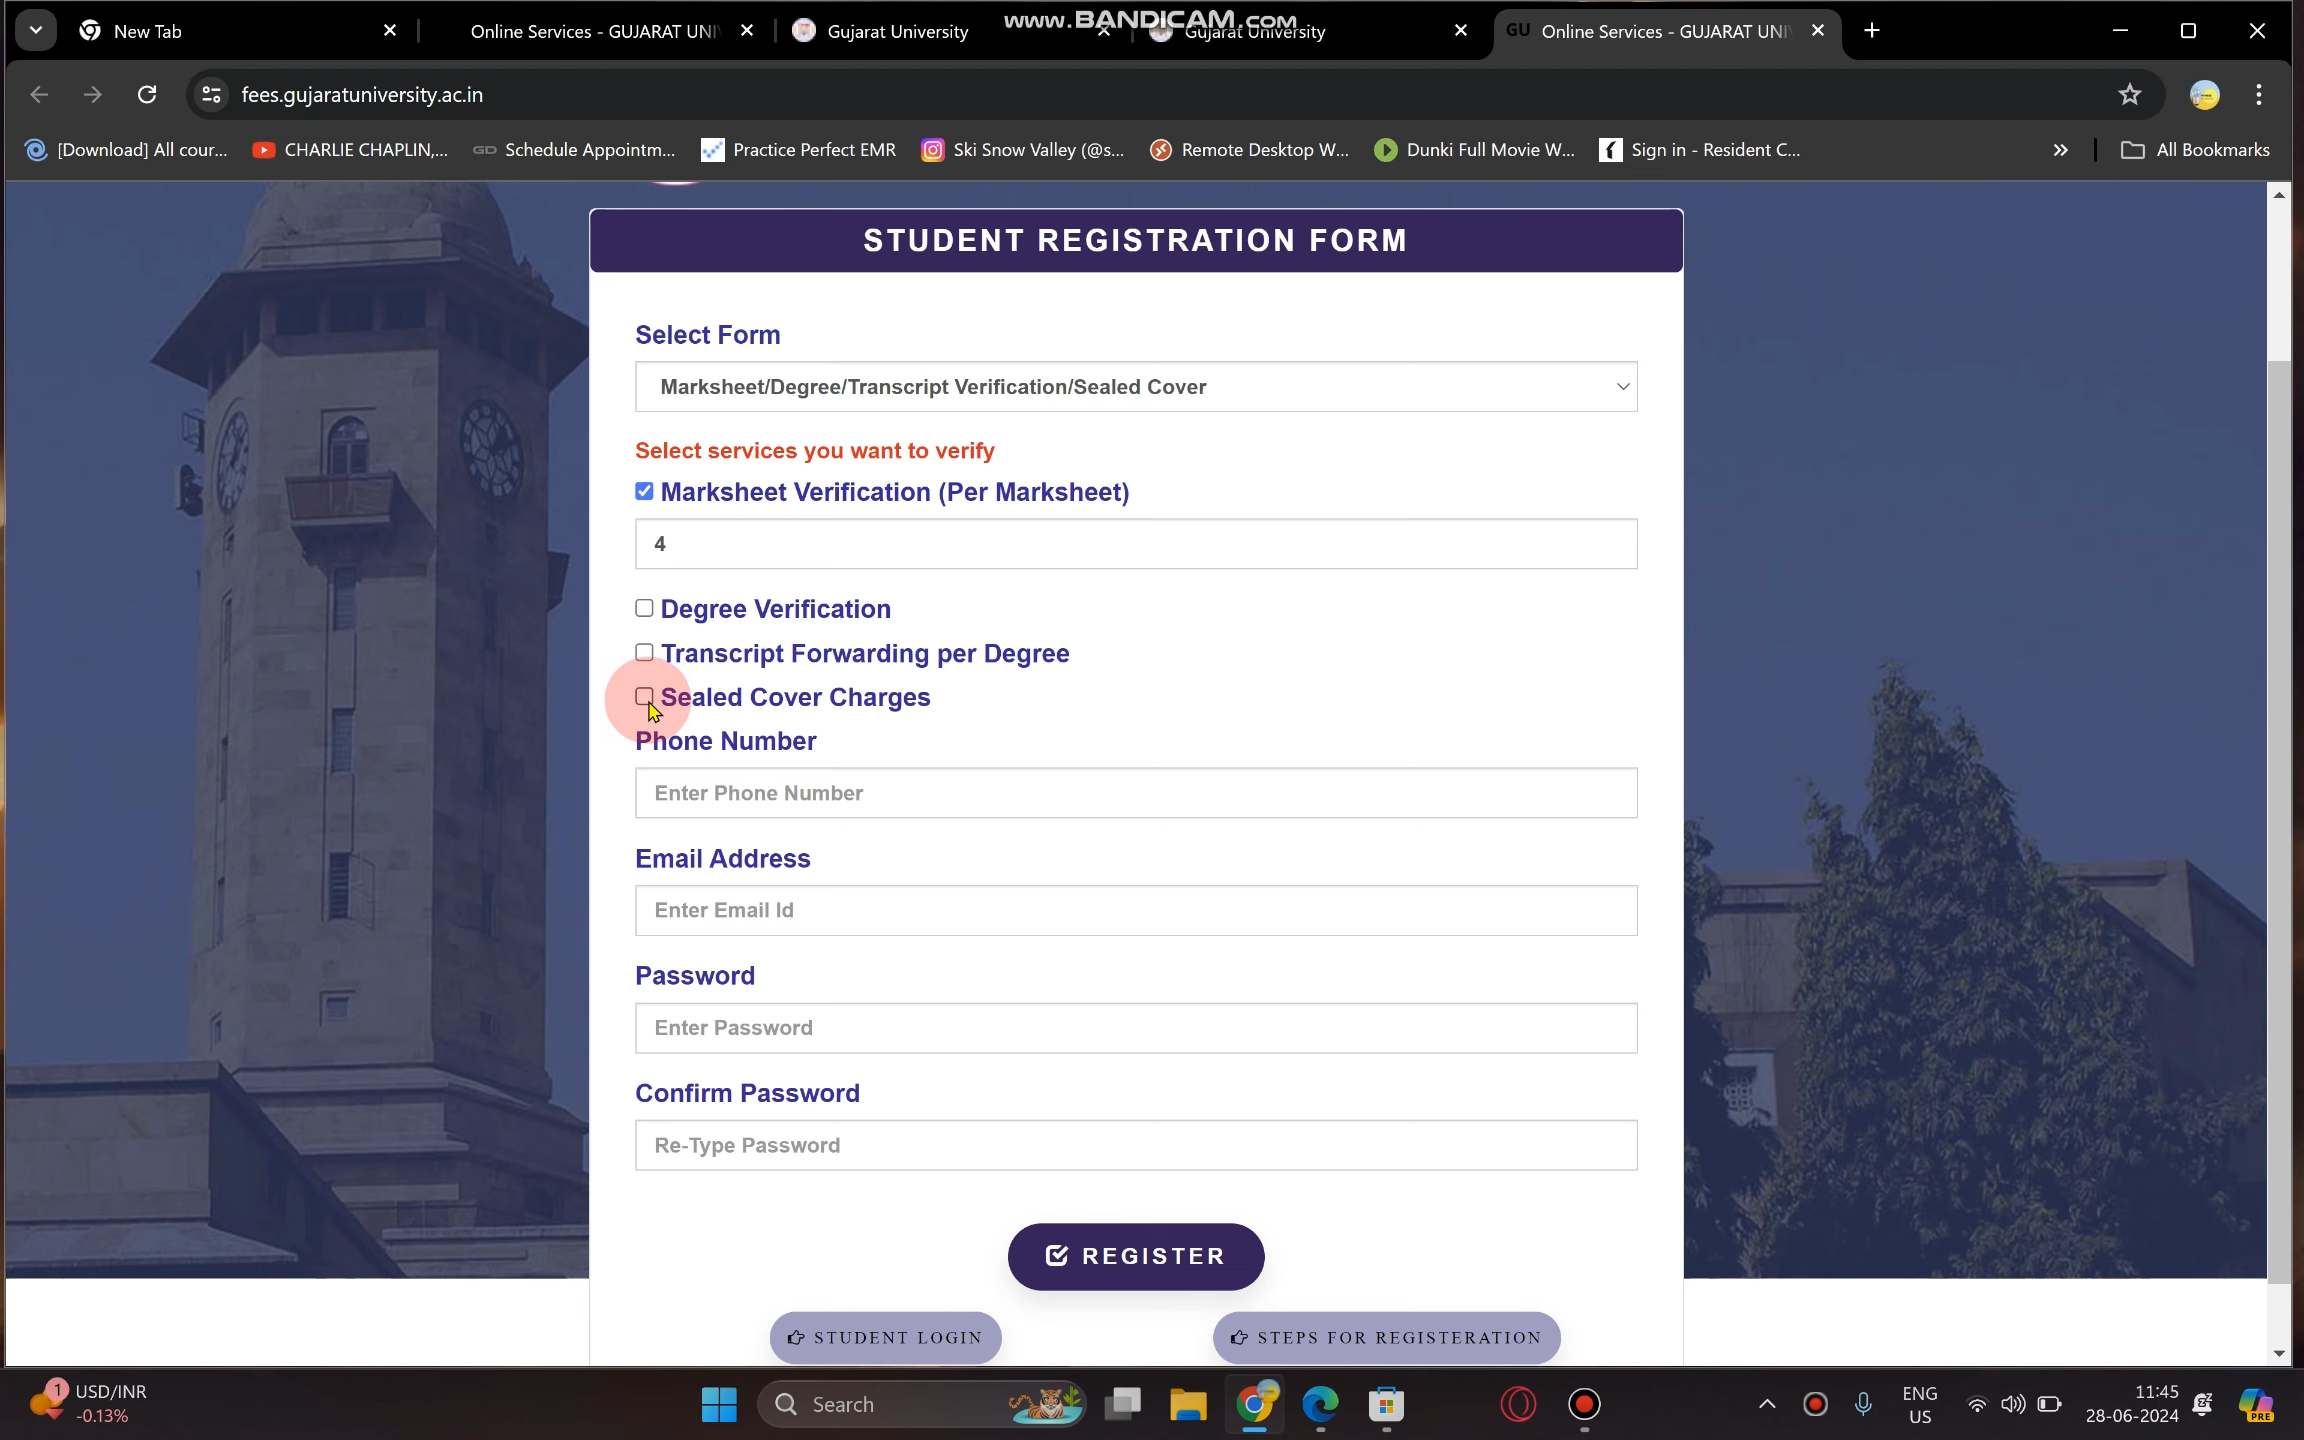 www.BANDICAM.com
New Tab
Online Services - GUJARAT UNI
Gujarat University
Gujarat University
GU Online Services - GUJARAT UNI
fees.gujaratuniversity.ac.in
[Download] All cour...
CHARLIE CHAPLIN,...
GD Schedule Appointm...
Practice Perfect EMR
Ski Snow Valley (@s...
Remote Desktop W...
Dunki Full Movie W...
Sign in - Resident C...
All Bookmarks
STUDENT REGISTRATION FORM
Select Form
Marksheet/Degree/Transcript Verification/Sealed Cover
Select services you want to verify
Marksheet Verification (Per Marksheet)
4
Degree Verification
Transcript Forwarding per Degree
Sealed Cover Charges
Phone Number
Enter Phone Number
Email Address
Enter Email Id
Password
Enter Password
Confirm Password
Re-Type Password
REGISTER
STUDENT LOGIN
STEPS FOR REGISTERATION
1
USD/INR
-0.13%
Search
ENG
US
11:45
28-06-2024
PRE